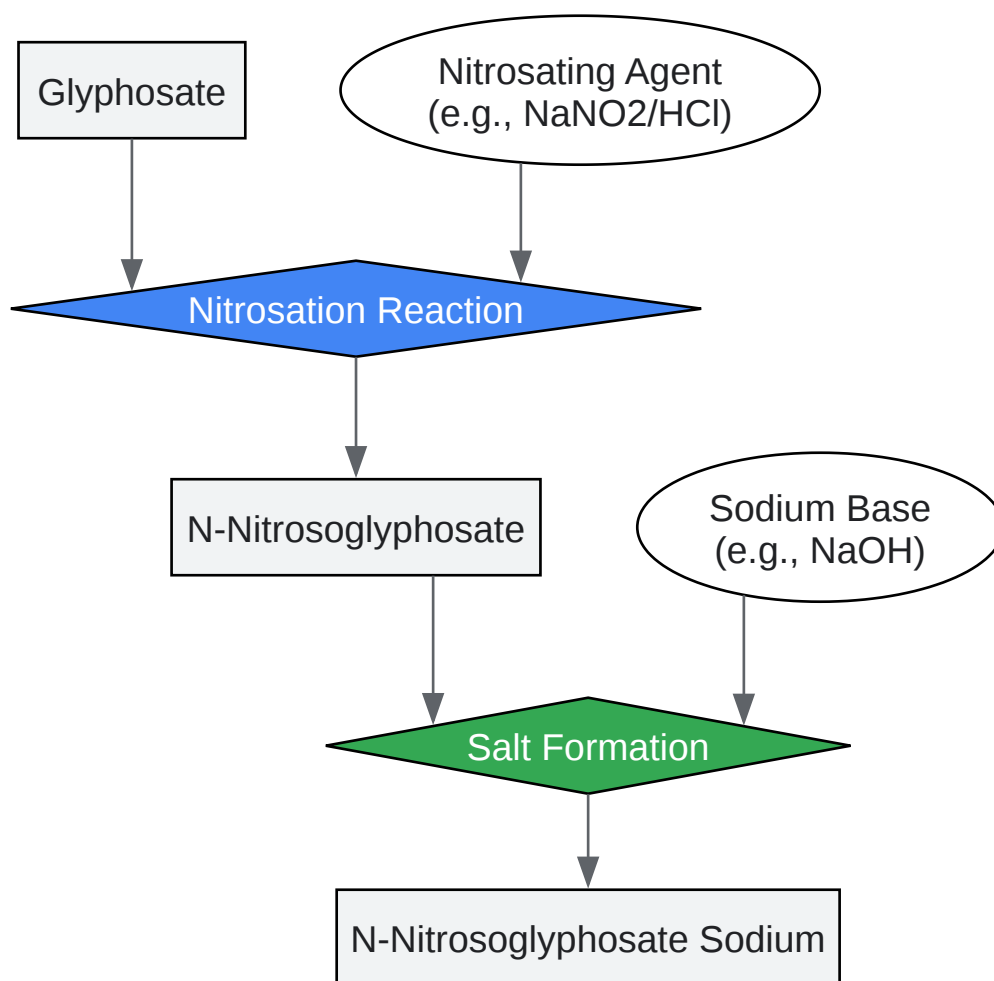 Glyphosate
Nitrosating Agent
(e.g., NaNO2/HCl)
Nitrosation Reaction
N-Nitrosoglyphosate
Sodium Base
(e.g., NaOH)
Salt Formation
N-Nitrosoglyphosate Sodium